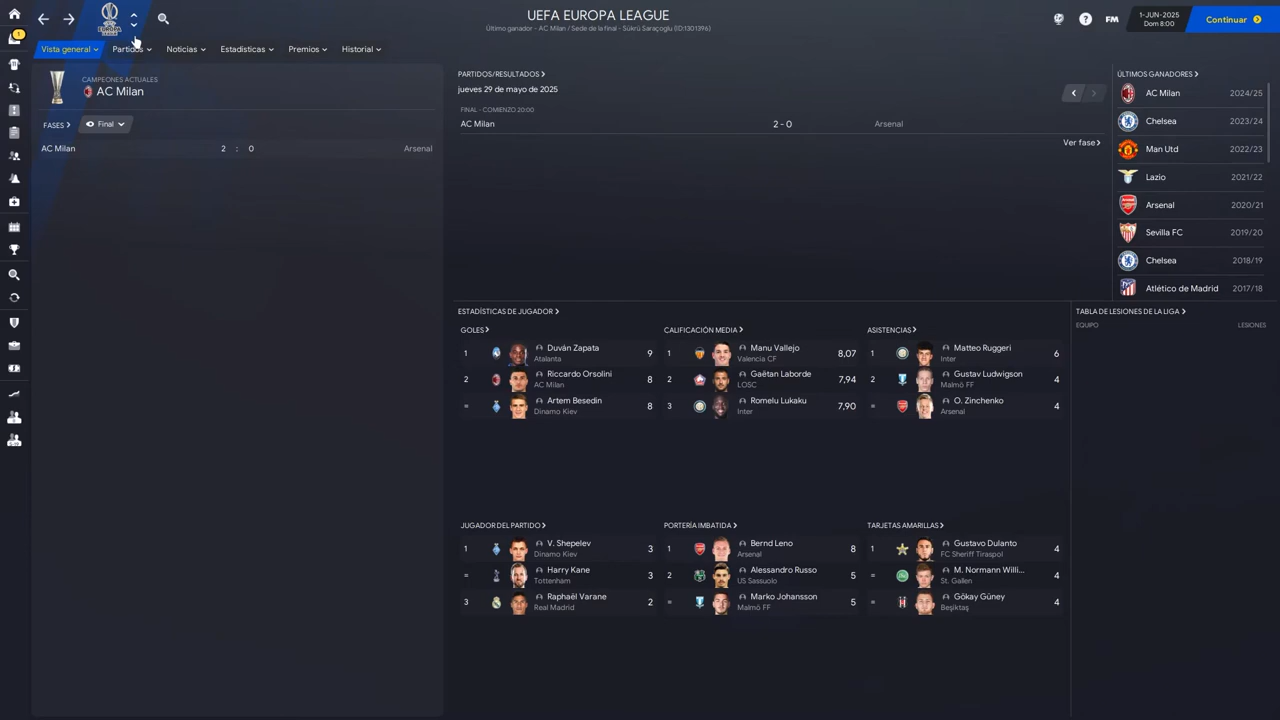 UEFA EUROPA LEAGUE
Último ganador - AC Milan / Sede de la final - Sükrü Saraçoglu (ID:1301396)
1-JUN-2025
Dom 8:00
Continuar
FM
1
EUROPA
LEAGUE
Vista general
Partidos
Noticias
Estadísticas
Premios
Historial
CAMPEONES ACTUALES
AC Milan
FASES
Final
AC Milan 2 : 0 Arsenal
PARTIDOS/RESULTADOS
jueves 29 de mayo de 2025
FINAL - COMIENZO 20:00
AC Milan 2 - 0 Arsenal
Ver fase
ÚLTIMOS GANADORES
AC Milan 2024/25
Chelsea 2023/24
Man Utd 2022/23
Lazio 2021/22
Arsenal 2020/21
Sevilla FC 2019/20
Chelsea 2018/19
Atlético de Madrid 2017/18
ESTADÍSTICAS DE JUGADOR
GOLES
1 Duván Zapata 9
Atalanta
2 Riccardo Orsolini 8
AC Milan
= Artem Besedin 8
Dinamo Kiev
CALIFICACIÓN MEDIA
1 Manu Vallejo 8,07
Valencia CF
2 Gaëtan Laborde 7,94
LOSC
3 Romelu Lukaku 7,90
Inter
ASISTENCIAS
1 Matteo Ruggeri 6
Inter
2 Gustav Ludwigson 4
Malmö FF
= O. Zinchenko 4
Arsenal
TABLA DE LESIONES DE LA LIGA
EQUIPO LESIONES
JUGADOR DEL PARTIDO
1 V. Shepelev 3
Dinamo Kiev
= Harry Kane 3
Tottenham
3 Raphaël Varane 2
Real Madrid
PORTERÍA IMBATIDA
1 Bernd Leno 8
Arsenal
2 Alessandro Russo 5
US Sassuolo
= Marko Johansson 5
Malmö FF
TARJETAS AMARILLAS
1 Gustavo Dulanto 4
FC Sheriff Tiraspol
= M. Normann Willi... 4
St. Gallen
= Gökay Güney 4
Beşiktaş